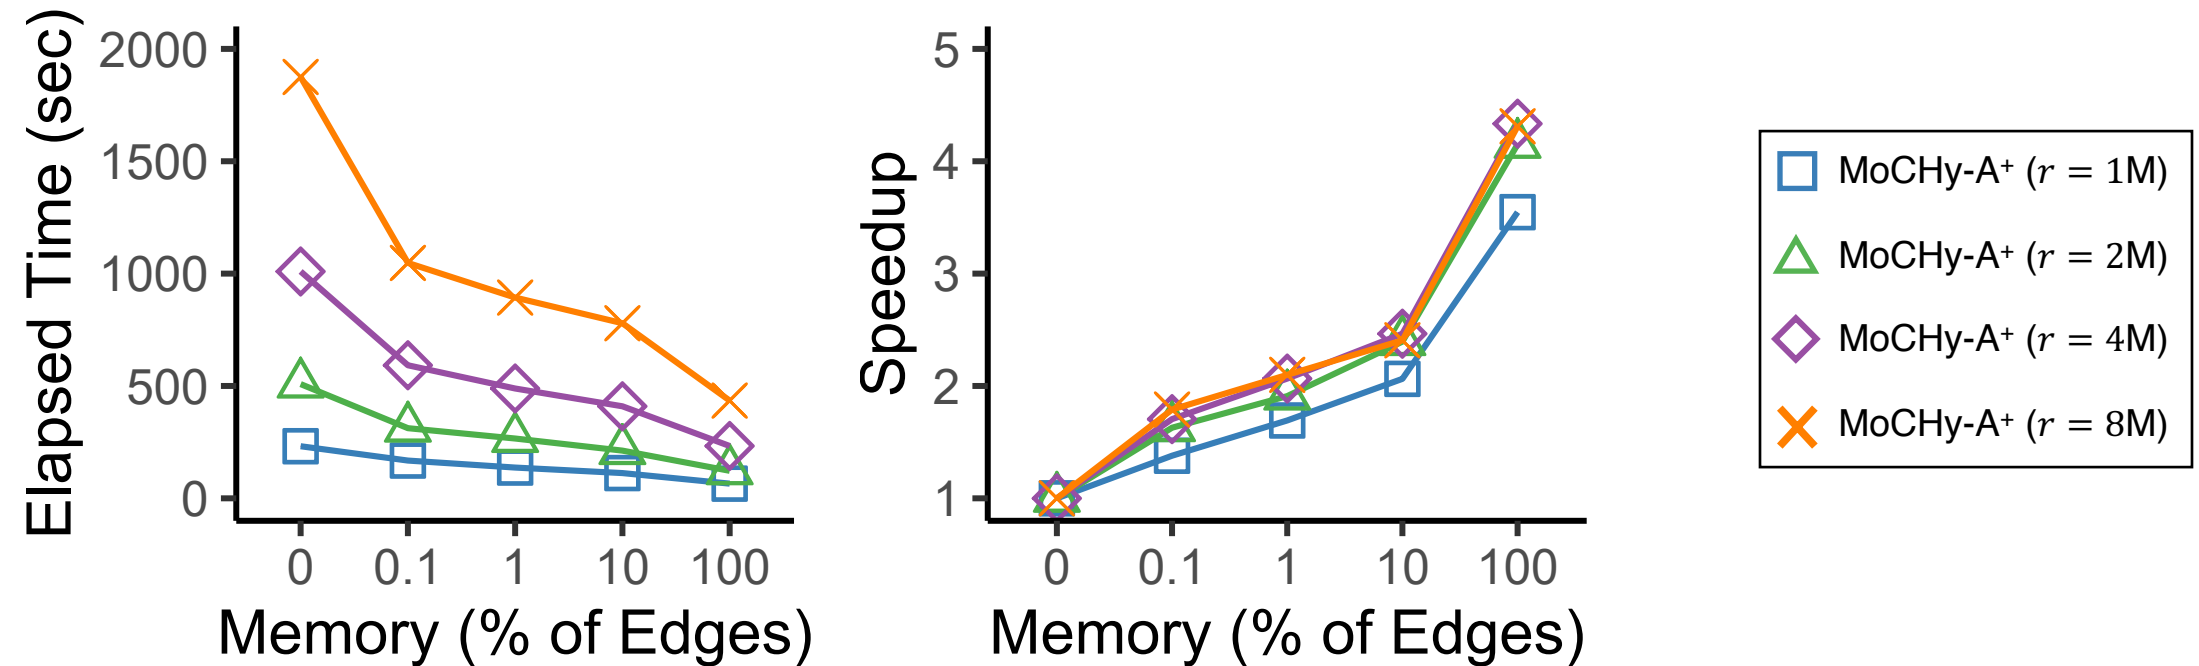 Elapsed Time (sec)
2000
1500
1000
500
0
0 0.1 1 10 100
Memory (% of Edges)
Speedup
5
4
3
2
1
0 0.1 1 10 100
Memory (% of Edges)
MoCHy-A⁺ (r = 1M)
MoCHy-A⁺ (r = 2M)
MoCHy-A⁺ (r = 4M)
MoCHy-A⁺ (r = 8M)